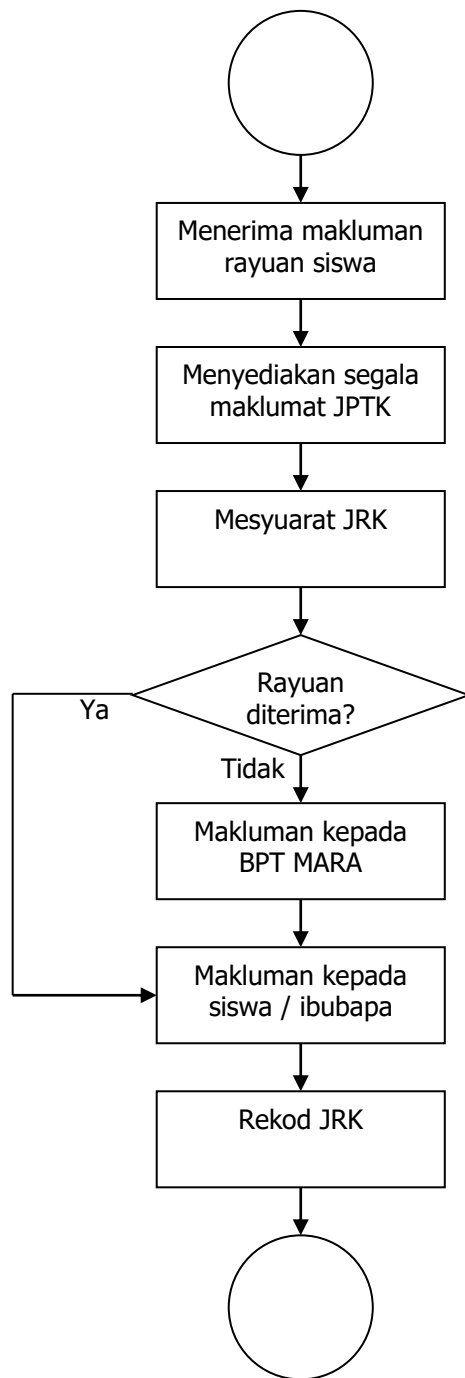 Menerima makluman
rayuan siswa
Menyediakan segala
maklumat JPTK
Mesyuarat JRK
Rayuan
diterima?
Ya
Tidak
Makluman kepada
BPT MARA
Makluman kepada
siswa / ibubapa
Rekod JRK